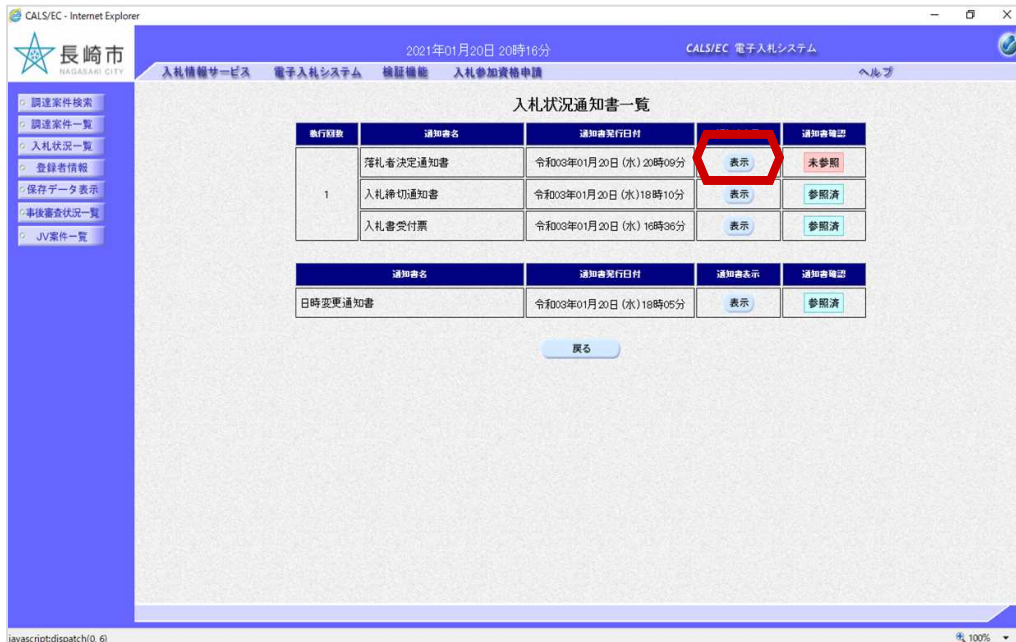 CALS/EC - Internet Explorer
長崎市
NAGASAKI CITY
2021年01月20日 20時16分
CALS/EC 電子入札システム
入札情報サービス 電子入札システム 検証機能 入札参加資格申請 ヘルプ
調達案件検索
調達案件一覧
入札状況一覧
登録者情報
保存データ表示
事後審査状況一覧
JV案件一覧
入札状況通知書一覧
執行回数 通知書名 通知書発行日付 通知書確認
落札者決定通知書 令和03年01月20日 (水) 20時09分 表示 未参照
1 入札締切通知書 令和03年01月20日 (水) 18時10分 表示 参照済
入札書受付票 令和03年01月20日 (水) 16時36分 表示 参照済
通知書名 通知書発行日付 通知書表示 通知書確認
日時変更通知書 令和03年01月20日 (水) 18時05分 表示 参照済
戻る
javascript:dispatch(0, 6)
100%